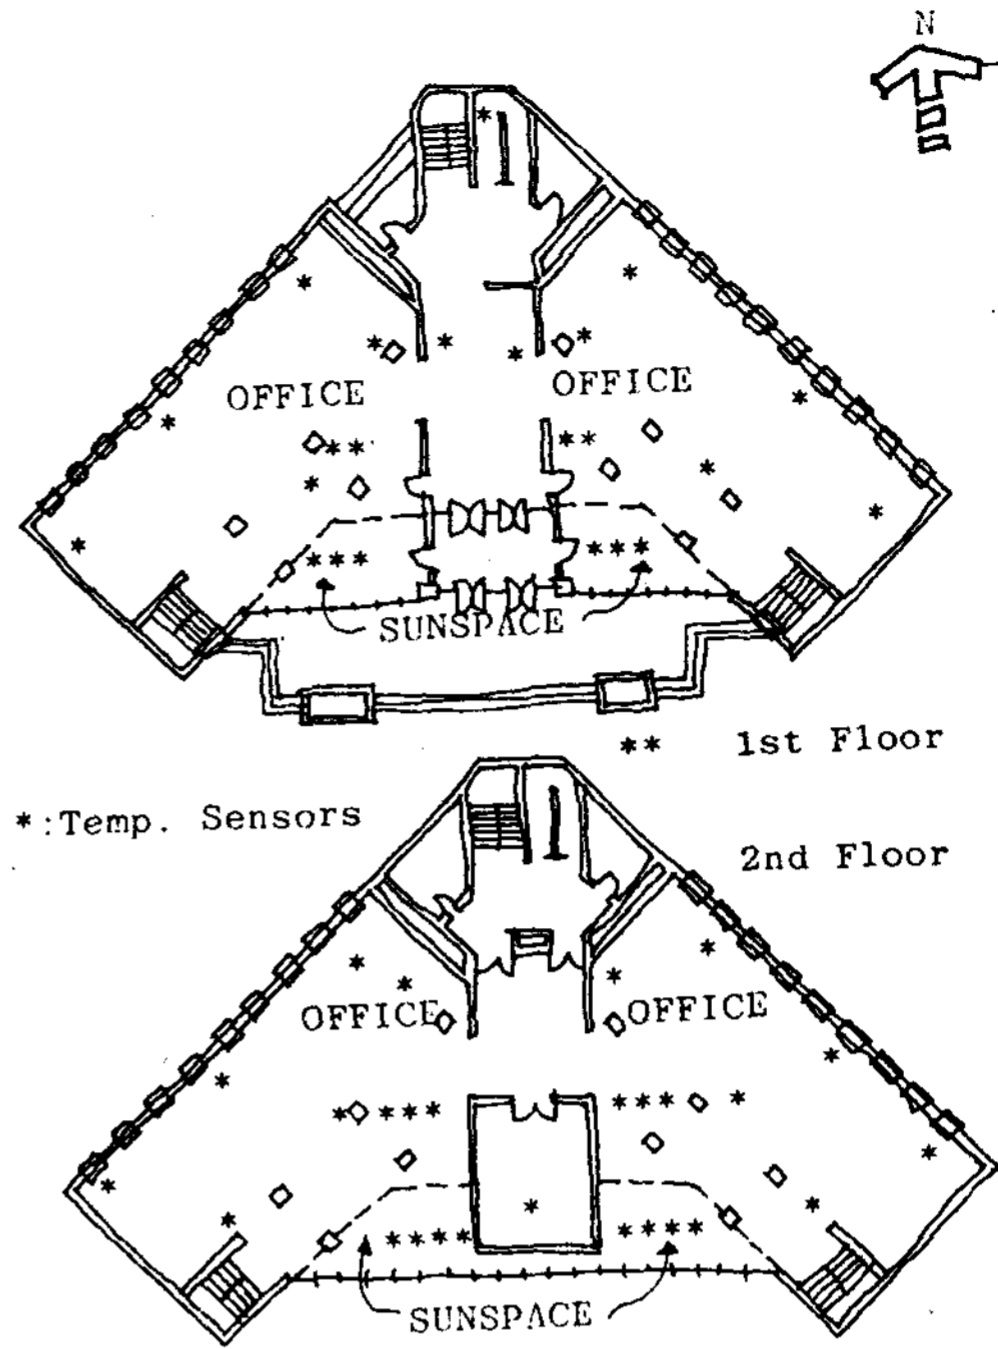 N
OFFICE
OFFICE
SUNSPACE
1st Floor
*:Temp. Sensors
2nd Floor
OFFICE
OFFICE
SUNSPACE